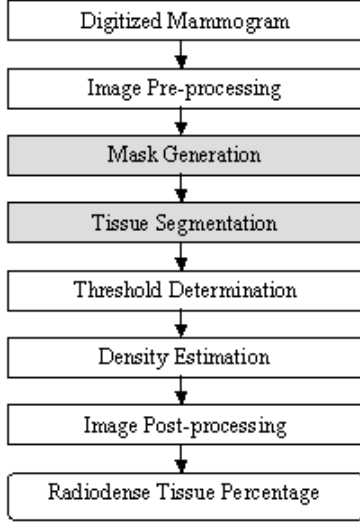 Digitized Mammogram
Image Pre-processing
Mask Generation
Tissue Segmentation
Threshold Determination
Density Estimation
Image Post-processing
Radiodense Tissue Percentage